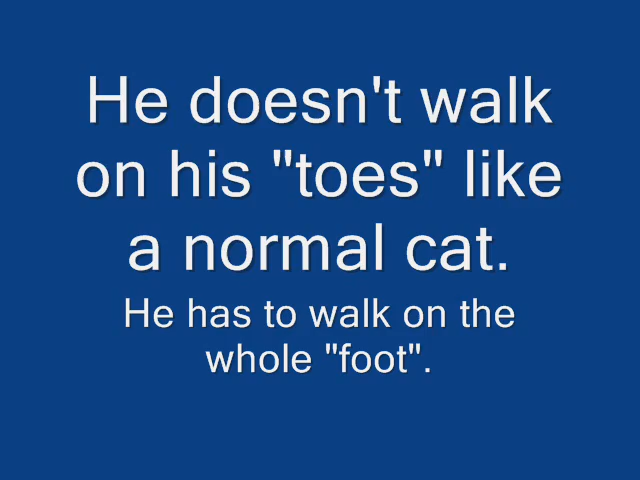 He doesn't walk
on his "toes" like
a normal cat.
He has to walk on the
whole "foot".